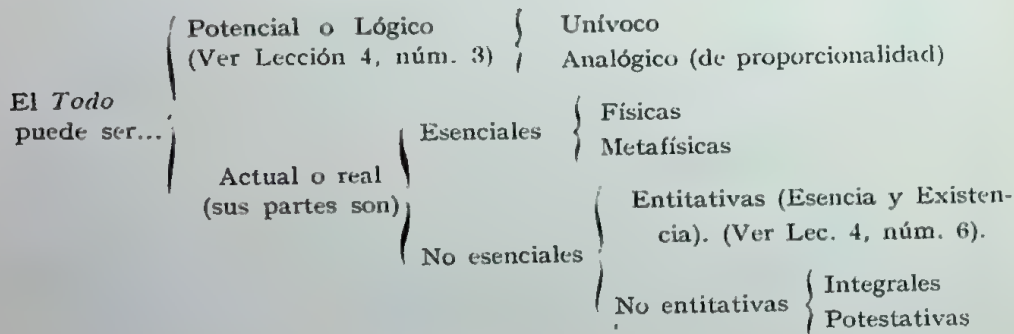 Potencial o Lógico
(Ver Lección 4, núm. 3)
Unívoco
Analógico (de proporcionalidad)
El Todo
puede ser...
Actual o real
(sus partes son)
Esenciales
Físicas
Metafísicas
No esenciales
Entitativas (Esencia y Existen-
cia). (Ver Lec. 4, núm. 6).
No entitativas
Integrales
Potestativas